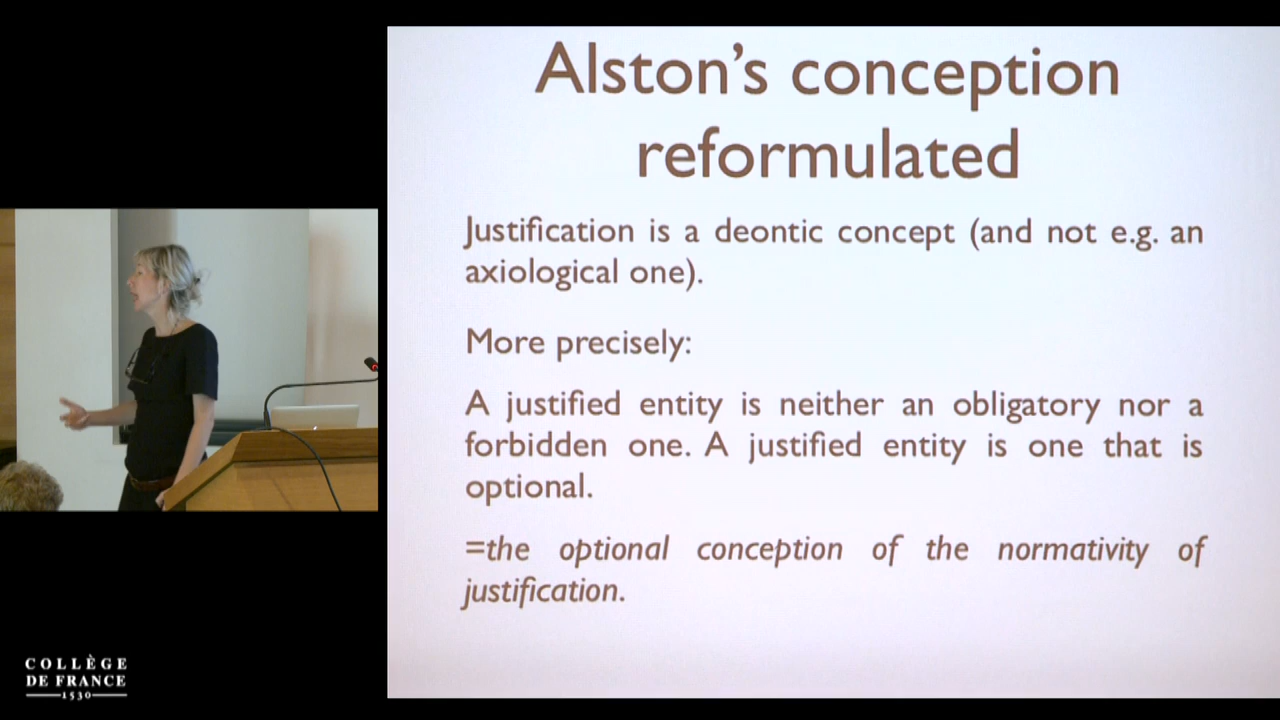 Alston's conception
reformulated
Justification is a deontic concept (and not e.g. an
axiological one).
More precisely:
A justified entity is neither an obligatory nor a
forbidden one. A justified entity is one that is
optional.
=the optional conception of the normativity of
justification.
COLLÈGE
DE FRANCE
1530